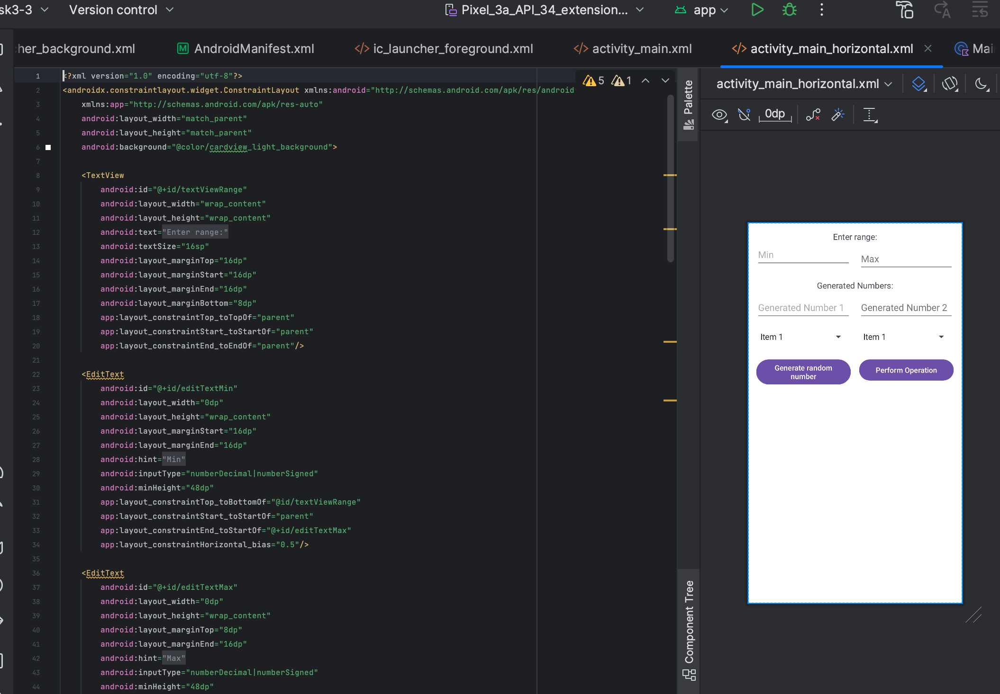 sk3-3 Version control Pixel_3a_API_34_extension... app
her_background.xml AndroidManifest.xml ic_launcher_foreground.xml activity_main.xml activity_main_horizontal.xml Mai
1 <?xml version="1.0" encoding="utf-8"?>
2 <androidx.constraintlayout.widget.ConstraintLayout xmlns:android="http://schemas.android.com/apk/res/android
3 xmlns:app="http://schemas.android.com/apk/res-auto"
4 android:layout_width="match_parent"
5 android:layout_height="match_parent"
6 android:background="@color/cardview_light_background">
7
8 <TextView
9 android:id="@+id/textViewRange"
10 android:layout_width="wrap_content"
11 android:layout_height="wrap_content"
12 android:text="Enter range:"
13 android:textSize="16sp"
14 android:layout_marginTop="16dp"
15 android:layout_marginStart="16dp"
16 android:layout_marginEnd="16dp"
17 android:layout_marginBottom="8dp"
18 app:layout_constraintTop_toTopOf="parent"
19 app:layout_constraintStart_toStartOf="parent"
20 app:layout_constraintEnd_toEndOf="parent"/>
21
22 <EditText
23 android:id="@+id/editTextMin"
24 android:layout_width="0dp"
25 android:layout_height="wrap_content"
26 android:layout_marginStart="16dp"
27 android:layout_marginEnd="16dp"
28 android:hint="Min"
29 android:inputType="numberDecimal|numberSigned"
30 android:minHeight="48dp"
31 app:layout_constraintTop_toBottomOf="@id/textViewRange"
32 app:layout_constraintStart_toStartOf="parent"
33 app:layout_constraintEnd_toStartOf="@+id/editTextMax"
34 app:layout_constraintHorizontal_bias="0.5"/>
35
36 <EditText
37 android:id="@+id/editTextMax"
38 android:layout_width="0dp"
39 android:layout_height="wrap_content"
40 android:layout_marginTop="8dp"
41 android:layout_marginEnd="16dp"
42 android:hint="Max"
43 android:inputType="numberDecimal|numberSigned"
44 android:minHeight="48dp"
5 1
Palette
Component Tree
activity_main_horizontal.xml
0dp
Enter range:
Min Max
Generated Numbers:
Generated Number 1 Generated Number 2
Item 1 Item 1
Generate random
number
Perform Operation